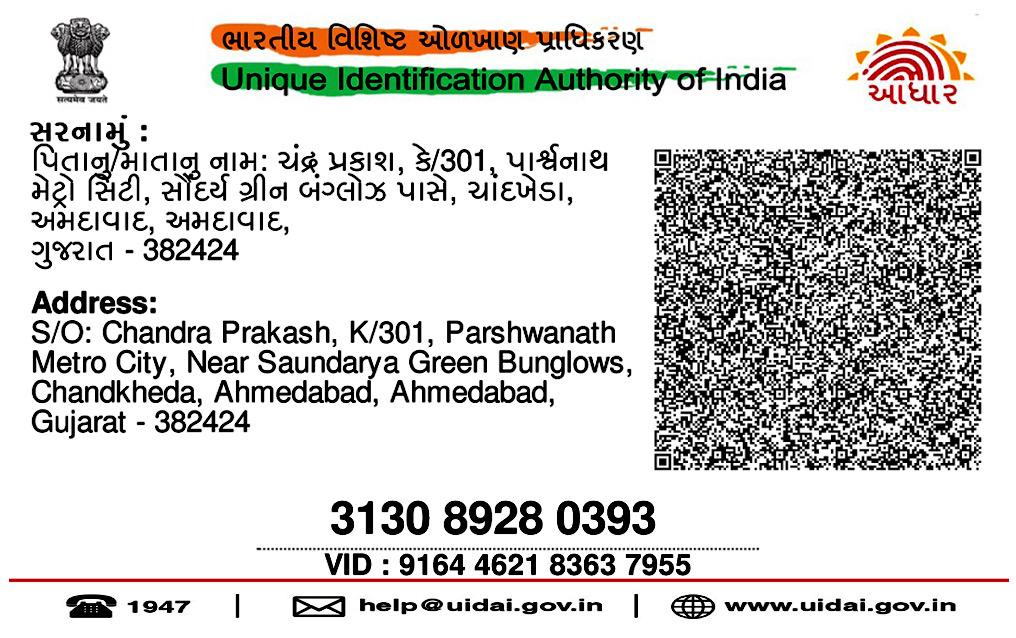 सत्यमेव जयते
ભારતીય વિશિષ્ટ ઓળખાણ પ્રાધિકરણ
Unique Identification Authority of India
આધાર
સરનામું :
પિતાનુ/માતાનુ નામ: ચંદ્ર પ્રકાશ, કે/301, પાર્શ્વનાથ
મેટ્રો સિટી, સૌંદર્ય ગ્રીન બંગ્લોઝ પાસે, ચાંદખેડા,
અમદાવાદ, અમદાવાદ,
ગુજરાત - 382424
Address:
S/O: Chandra Prakash, K/301, Parshwanath
Metro City, Near Saundarya Green Bunglows,
Chandkheda, Ahmedabad, Ahmedabad,
Gujarat - 382424
3130 8928 0393
VID : 9164 4621 8363 7955
1947 | help@uidai.gov.in | www.uidai.gov.in